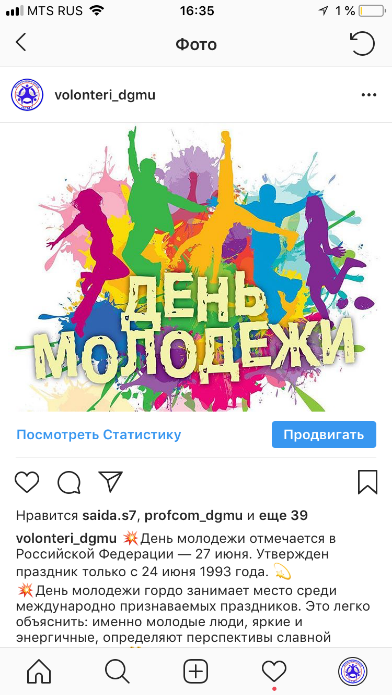 MTS RUS 16:35 1 %
Фото
volonteri_dgmu
ДЕНЬ
МОЛОДЕЖИ
Посмотреть Статистику Продвигать
Нравится saida.s7, profcom_dgmu и еще 39
volonteri_dgmu 💥День молодежи отмечается в
Российской Федерации — 27 июня. Утвержден
праздник только с 24 июня 1993 года. 💫
💥День молодежи гордо занимает место среди
международно признаваемых праздников. Это легко
объяснить: именно молодые люди, яркие и
энергичные, определяют перспективы славной